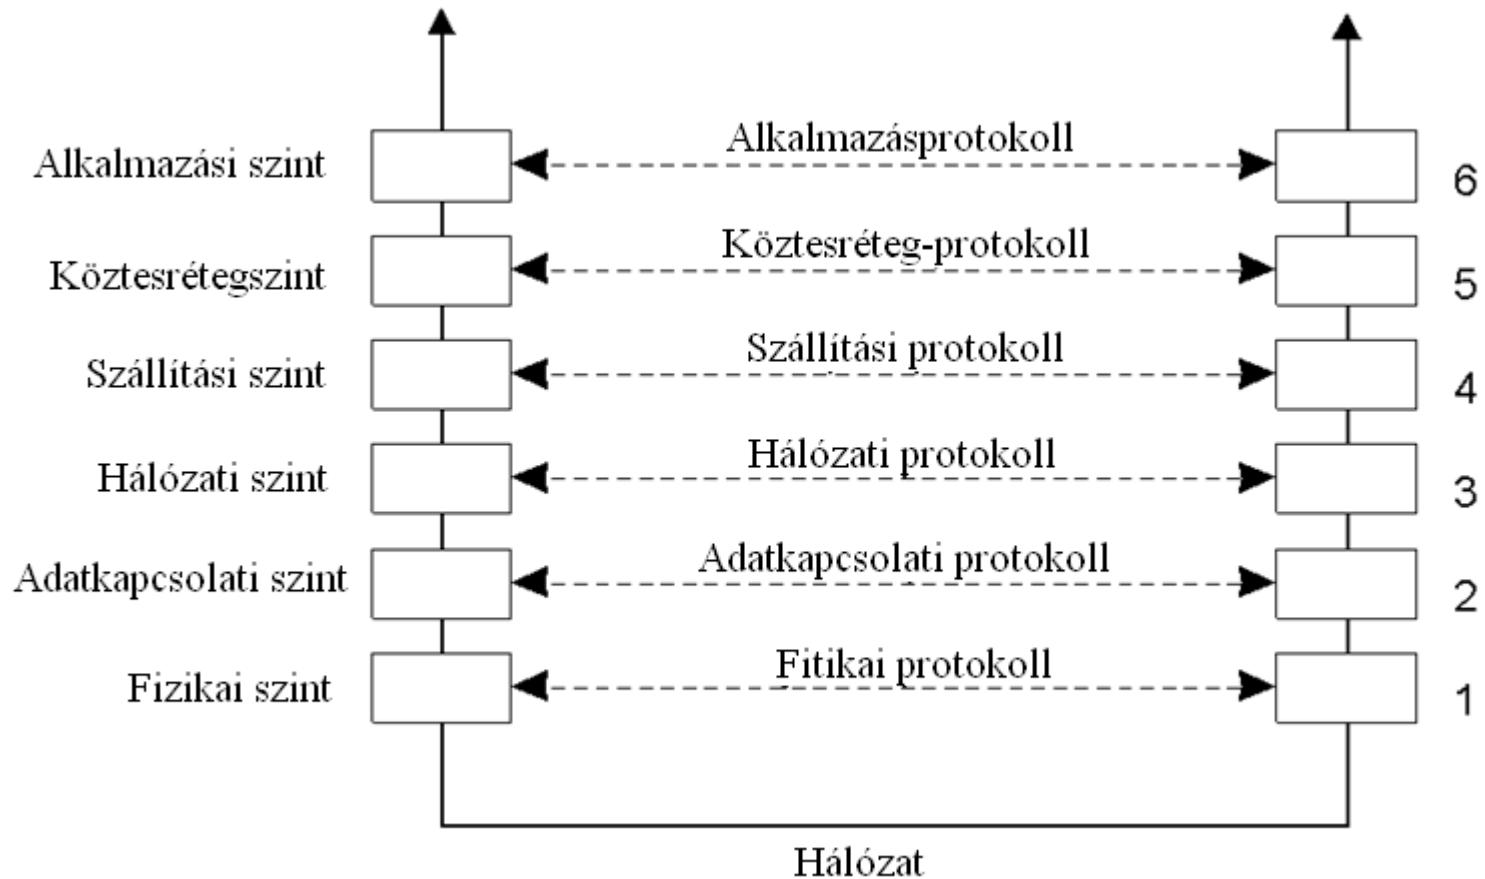 Alkalmazásprotokoll
Alkalmazási szint
6
Köztesréteg-protokoll
Köztesrétegszint
5
Szállítási protokoll
Szállítási szint
4
Hálózati protokoll
Hálózati szint
3
Adatkapcsolati protokoll
Adatkapcsolati szint
2
Fitikai protokoll
Fizikai szint
1
Hálózat